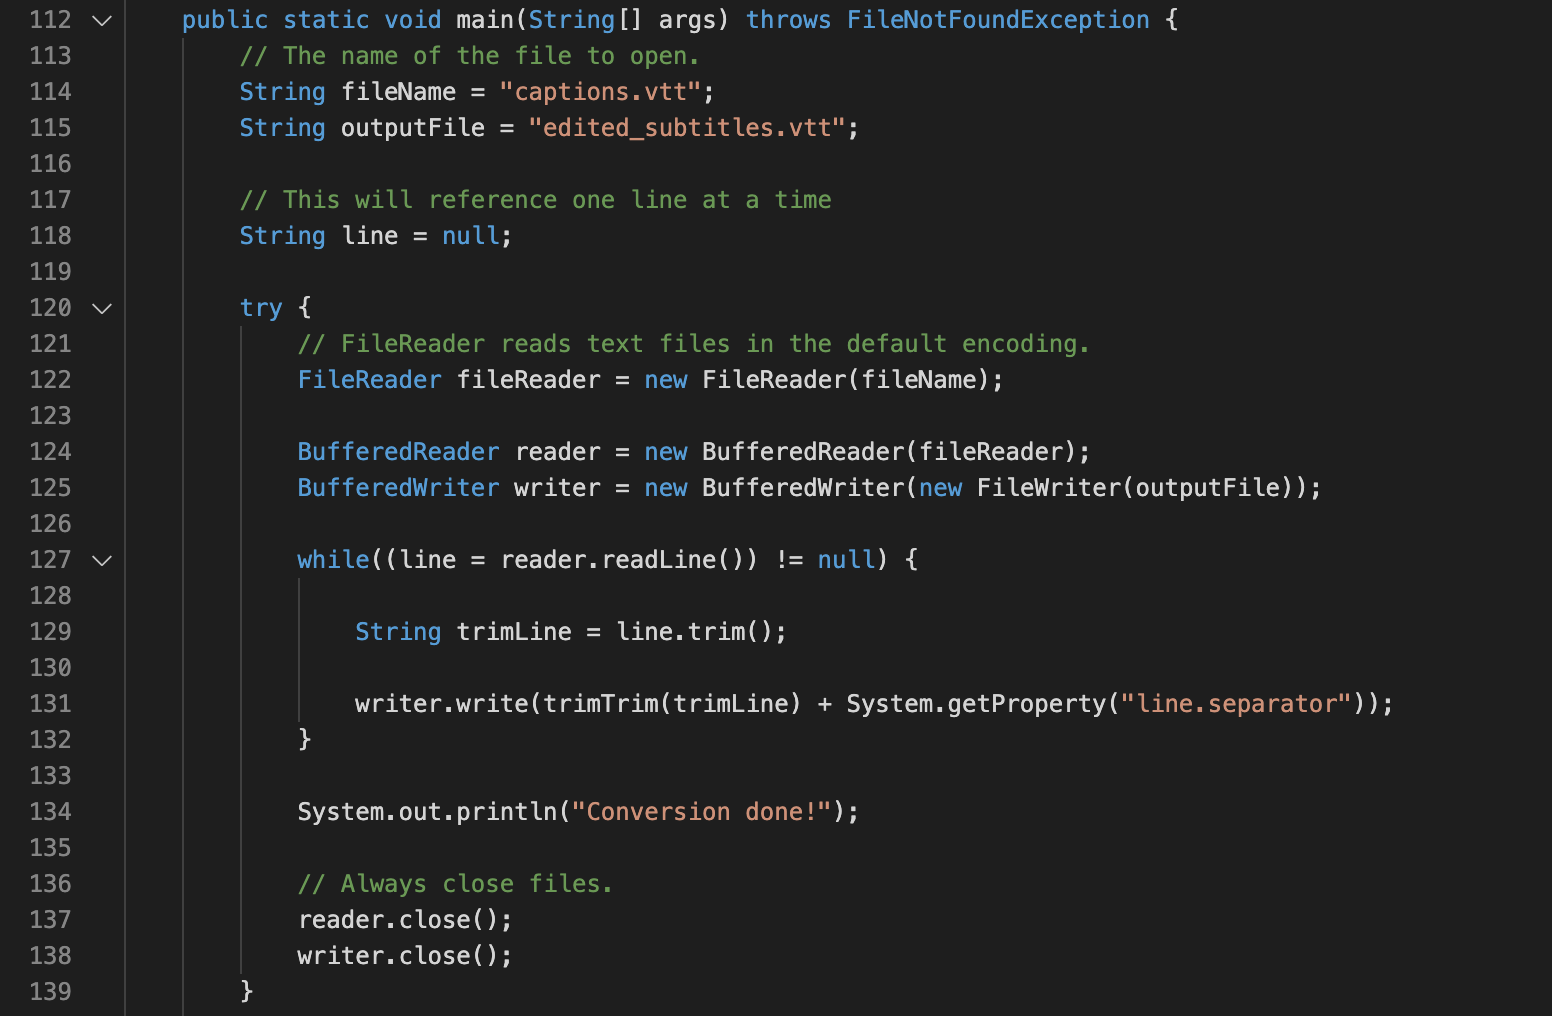 112 public static void main(String[] args) throws FileNotFoundException {
113 // The name of the file to open.
114 String fileName = "captions.vtt";
115 String outputFile = "edited_subtitles.vtt";
116
117 // This will reference one line at a time
118 String line = null;
119
120 try {
121 // FileReader reads text files in the default encoding.
122 FileReader fileReader = new FileReader(fileName);
123
124 BufferedReader reader = new BufferedReader(fileReader);
125 BufferedWriter writer = new BufferedWriter(new FileWriter(outputFile));
126
127 while((line = reader.readLine()) != null) {
128
129 String trimLine = line.trim();
130
131 writer.write(trimTrim(trimLine) + System.getProperty("line.separator"));
132 }
133
134 System.out.println("Conversion done!");
135
136 // Always close files.
137 reader.close();
138 writer.close();
139 }